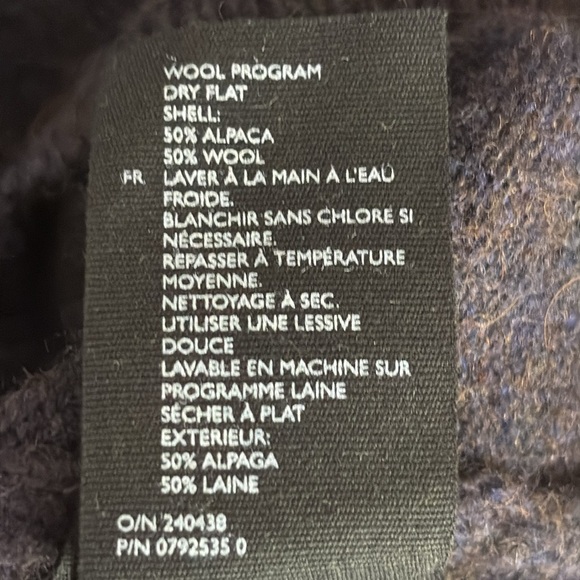 WOOL PROGRAM
DRY FLAT
SHELL:
50% ALPACA
50% WOOL
FR LAVER À LA MAIN À L'EAU
FROIDE.
BLANCHIR SANS CHLORE SI
NÉCESSAIRE.
REPASSER À TEMPÉRATURE
MOYENNE.
NETTOYAGE À SEC.
UTILISER UNE LESSIVE
DOUCE
LAVABLE EN MACHINE SUR
PROGRAMME LAINE
SÉCHER À PLAT
EXTÉRIEUR:
50% ALPAGA
50% LAINE
O/N 240438
P/N 0792535 0